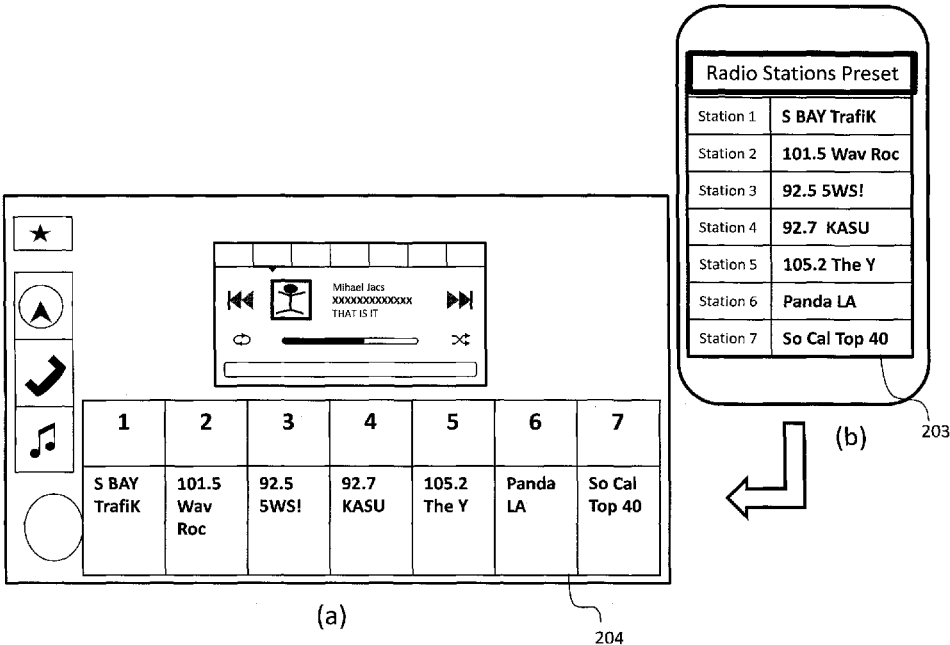 Radio Stations Preset
Station 1 S BAY TrafiK
Station 2 101.5 Wav Roc
Station 3 92.5 5WS!
Station 4 92.7 KASU
Station 5 105.2 The Y
Station 6 Panda LA
Station 7 So Cal Top 40
203
(b)
Mihael Jacs
XXXXXXXXXXXXX
THAT IS IT
1 2 3 4 5 6 7
S BAY TrafiK
101.5 Wav Roc
92.5 5WS!
92.7 KASU
105.2 The Y
Panda LA
So Cal Top 40
(a)
204